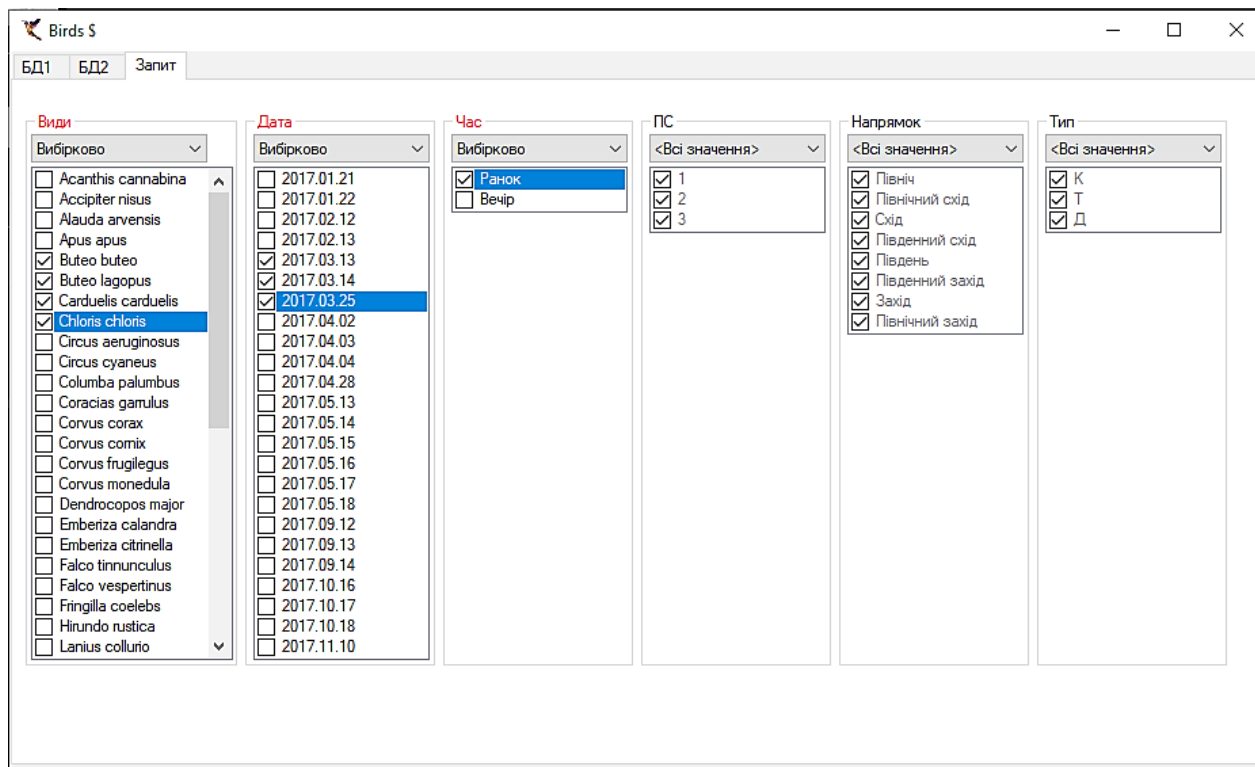 Birds $
БД1
БД2
Запит
Види
Вибірково
Acanthis cannabina
Accipiter nisus
Alauda arvensis
Apus apus
Buteo buteo
Buteo lagopus
Carduelis carduelis
Chloris chloris
Circus aeruginosus
Circus cyaneus
Columba palumbus
Coracias garrulus
Corvus corax
Corvus cornix
Corvus frugilegus
Corvus monedula
Dendrocopos major
Emberiza calandra
Emberiza citrinella
Falco tinnunculus
Falco vespertinus
Fringilla coelebs
Hirundo rustica
Lanius collurio
Дата
Вибірково
2017.01.21
2017.01.22
2017.02.12
2017.02.13
2017.03.13
2017.03.14
2017.03.25
2017.04.02
2017.04.03
2017.04.04
2017.04.28
2017.05.13
2017.05.14
2017.05.15
2017.05.16
2017.05.17
2017.05.18
2017.09.12
2017.09.13
2017.09.14
2017.10.16
2017.10.17
2017.10.18
2017.11.10
Час
Вибірково
Ранок
Вечір
ПС
<Всі значення>
1
2
3
Напрямок
<Всі значення>
Північ
Північний схід
Схід
Південний схід
Південь
Південний захід
Захід
Північний захід
Тип
<Всі значення>
К
Т
Д